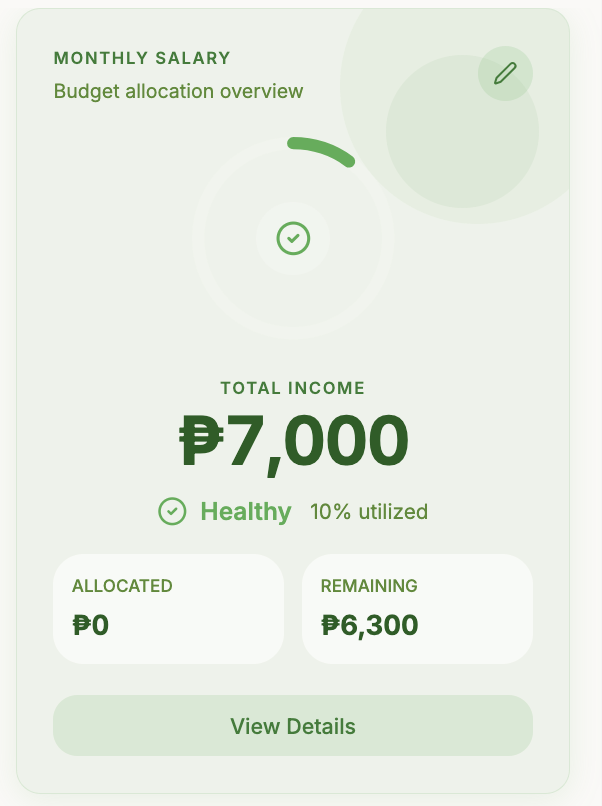 MONTHLY SALARY
Budget allocation overview
TOTAL INCOME
₱7,000
Healthy 10% utilized
ALLOCATED REMAINING
₱0 ₱6,300
View Details